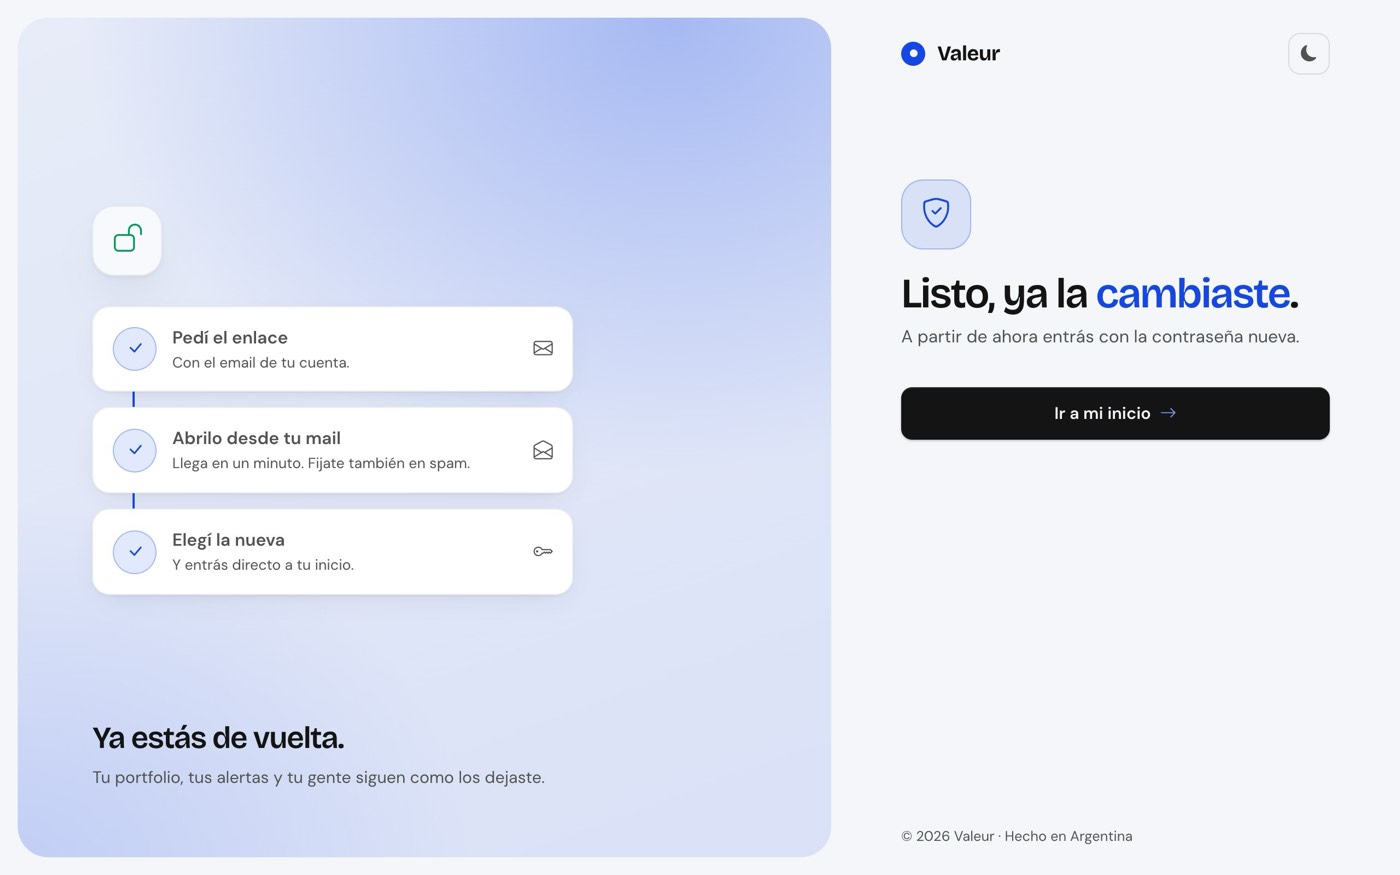 Pedí el enlace
Con el email de tu cuenta.
Abrilo desde tu mail
Llega en un minuto. Fijate también en spam.
Elegí la nueva
Y entrás directo a tu inicio.
Ya estás de vuelta.
Tu portfolio, tus alertas y tu gente siguen como los dejaste.
Valeur
Listo, ya la cambiaste.
A partir de ahora entrás con la contraseña nueva.
Ir a mi inicio →
© 2026 Valeur · Hecho en Argentina